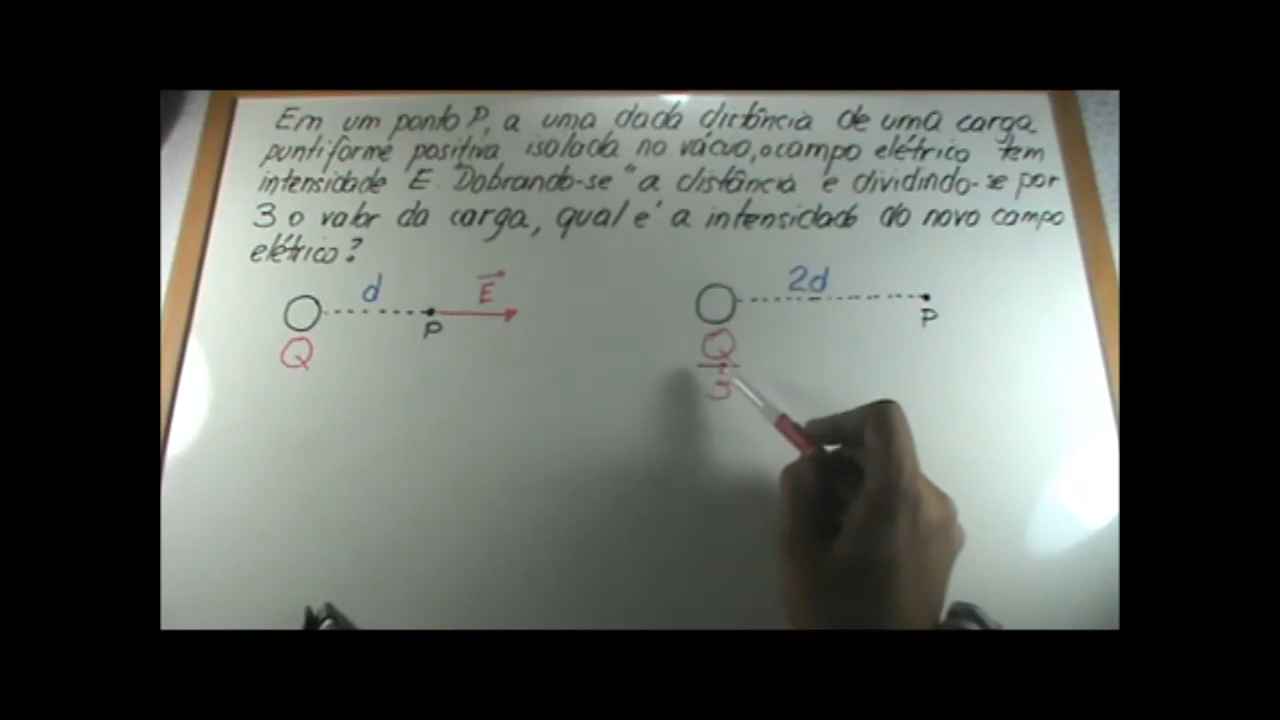 Em um ponto P, a uma dada distância de uma carga
puntiforme positiva isolada no vácuo, o campo elétrico tem
intensidade E. "Dobrando-se" a distância e dividindo-se por
3 o valor da carga, qual é a intensidade do novo campo
elétrico?
d E 2d
P P
Q Q
3